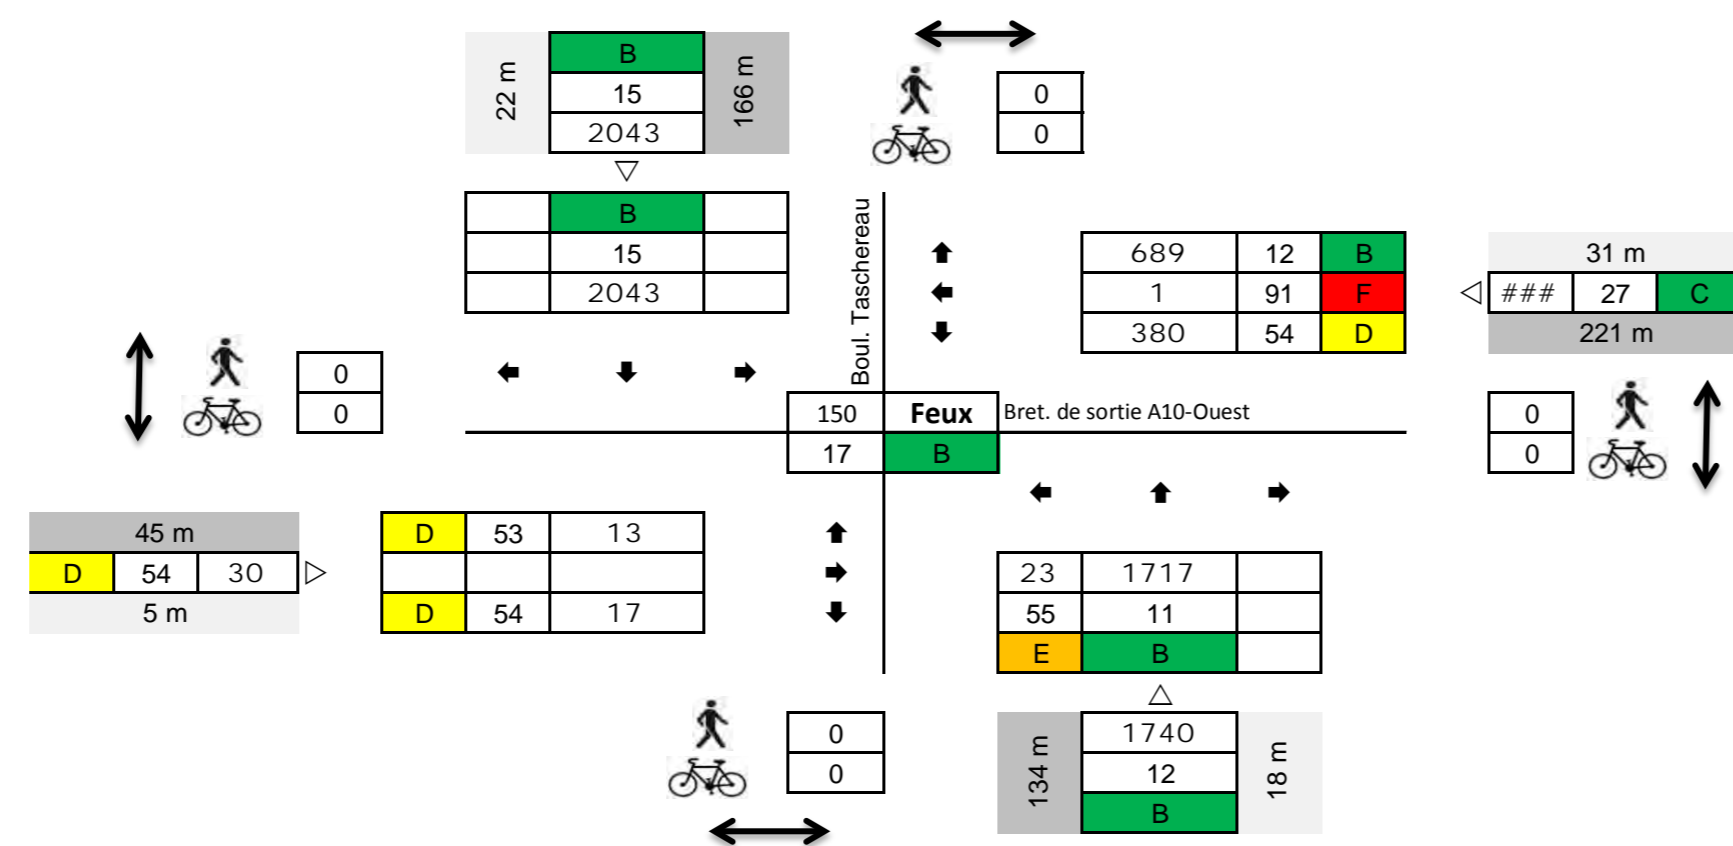 22 m
B
15
2043
166 m
0
0
B
15
2043
Boul. Taschereau
689 12 B
1 91 F
380 54 D
31 m
### 27 C
221 m
0
0
150 Feux
17 B
Bret. de sortie A10-Ouest
0
0
45 m
D 54 30
5 m
D 53 13
D 54 17
23 1717
55 11
E B
0
0
134 m
1740
12
B
18 m